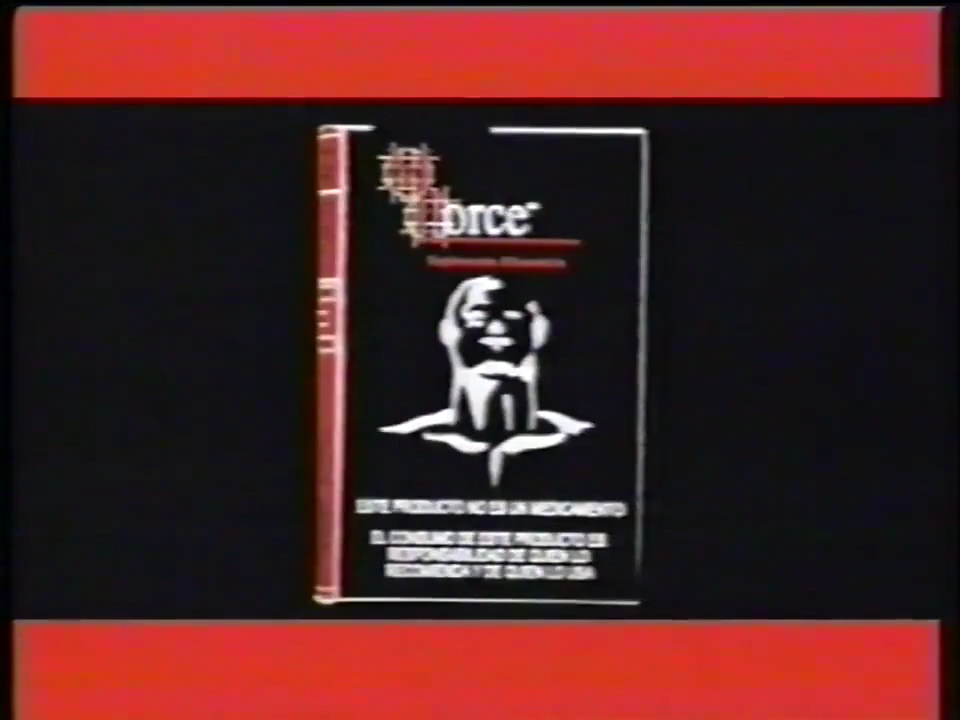 orce
ESTE PRODUCTO NO ES UN MEDICAMENTO
EL CONSUMO DE ESTE PRODUCTO ES
RESPONSABILIDAD DE QUIEN LO
RECOMIENDA Y DE QUIEN LO USA